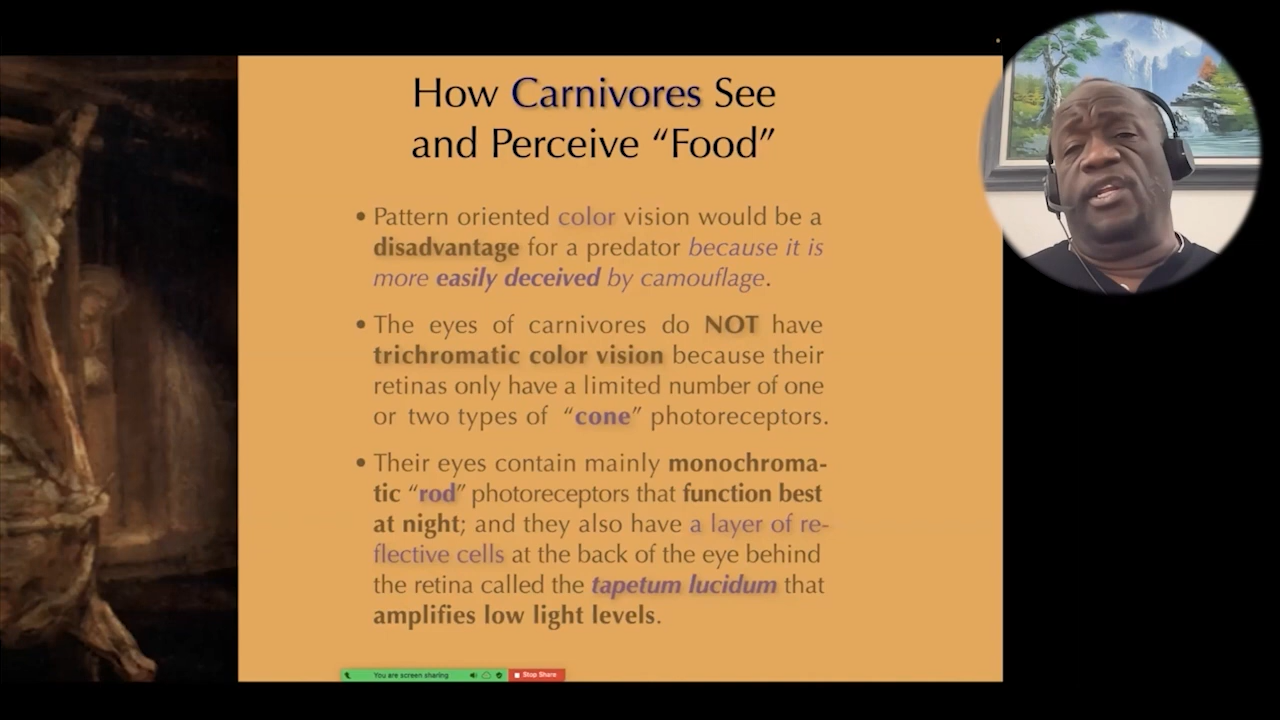 How Carnivores See
and Perceive “Food”
• Pattern oriented color vision would be a
disadvantage for a predator because it is
more easily deceived by camouflage.
• The eyes of carnivores do NOT have
trichromatic color vision because their
retinas only have a limited number of one
or two types of “cone” photoreceptors.
• Their eyes contain mainly monochroma-
tic “rod” photoreceptors that function best
at night; and they also have a layer of re-
flective cells at the back of the eye behind
the retina called the tapetum lucidum that
amplifies low light levels.
You are screen sharing Stop Share